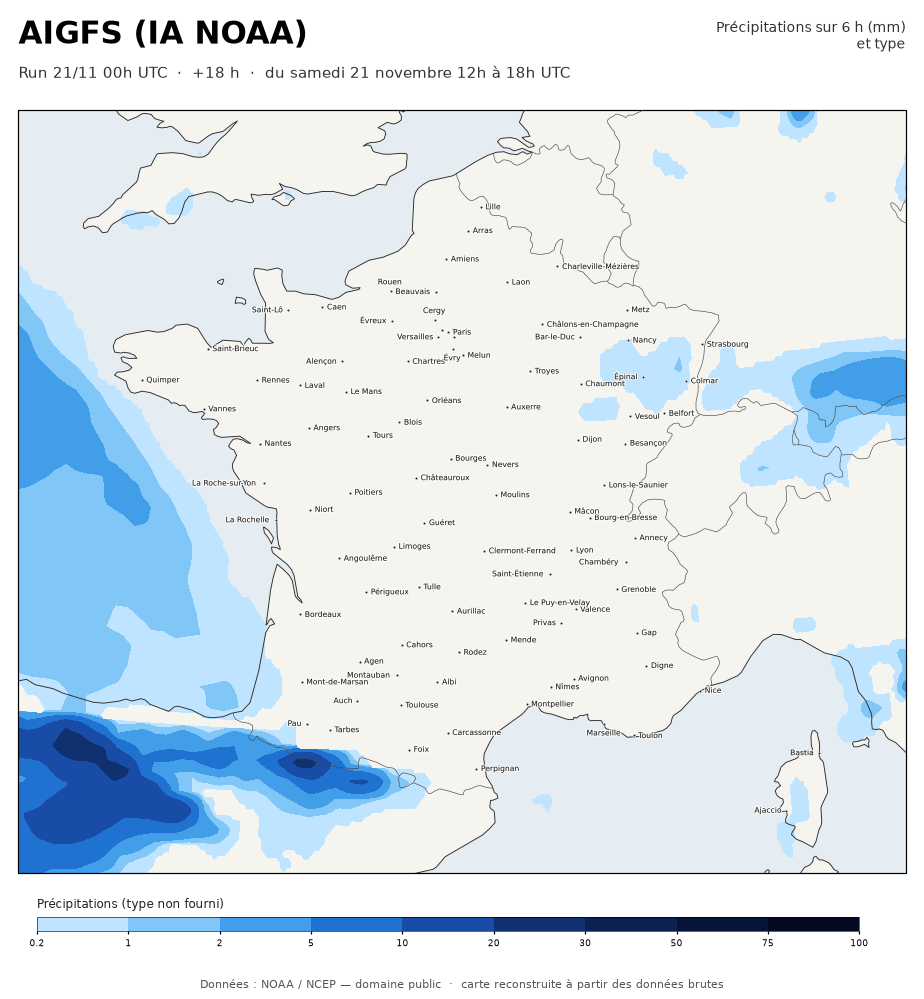 AIGFS (IA NOAA)
Précipitations sur 6 h (mm)
et type
Run 21/11 00h UTC · +18 h · du samedi 21 novembre 12h à 18h UTC
Lille
Arras
Amiens
Charleville-Mézières
Rouen
Laon
Beauvais
Saint-Lô
Caen
Cergy
Metz
Évreux
Châlons-en-Champagne
Paris
Versailles
Bar-le-Duc
Nancy
Strasbourg
Saint-Brieuc
Alençon
Chartres
Évry
Melun
Troyes
Épinal
Quimper
Rennes
Laval
Chaumont
Colmar
Le Mans
Orléans
Auxerre
Vannes
Belfort
Vesoul
Blois
Angers
Tours
Dijon
Nantes
Besançon
Bourges
Nevers
Châteauroux
La Roche-sur-Yon
Lons-le-Saunier
Poitiers
Moulins
Niort
Mâcon
La Rochelle
Guéret
Bourg-en-Bresse
Annecy
Limoges
Clermont-Ferrand
Lyon
Angoulême
Chambéry
Saint-Étienne
Périgueux
Tulle
Grenoble
Le Puy-en-Velay
Bordeaux
Aurillac
Valence
Privas
Gap
Cahors
Mende
Rodez
Agen
Digne
Montauban
Mont-de-Marsan
Albi
Avignon
Nîmes
Nice
Auch
Toulouse
Montpellier
Pau
Tarbes
Carcassonne
Marseille
Toulon
Foix
Bastia
Perpignan
Ajaccio
Précipitations (type non fourni)
0.2 1 2 5 10 20 30 50 75 100
Données : NOAA / NCEP — domaine public · carte reconstruite à partir des données brutes